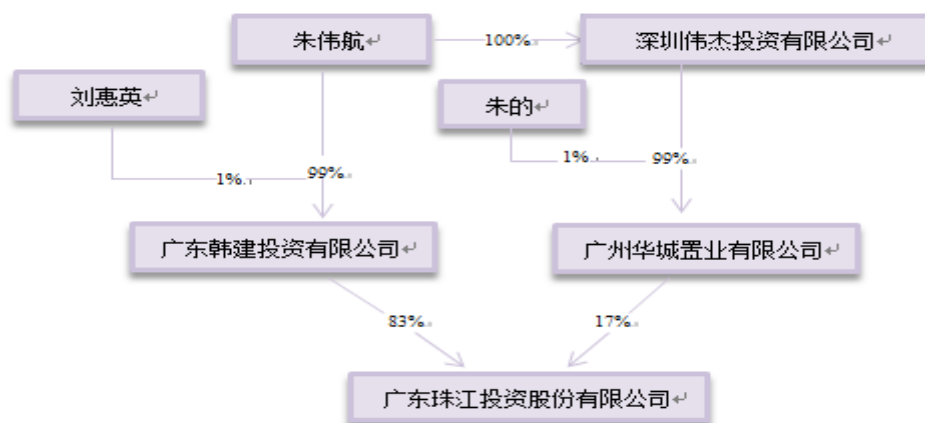 朱伟航
100%
深圳伟杰投资有限公司
刘惠英
朱的
1%
99%
1%
99%
广东韩建投资有限公司
广州华城置业有限公司
83%
17%
广东珠江投资股份有限公司